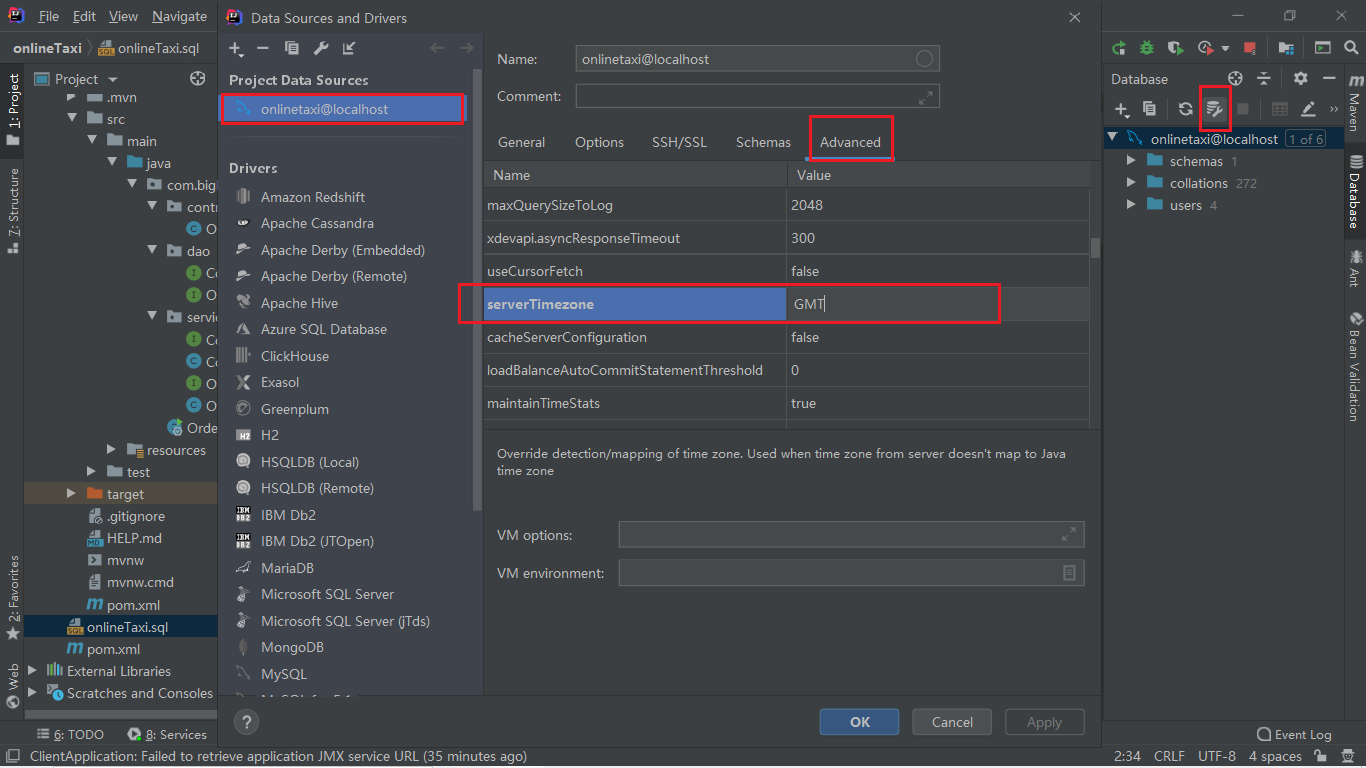 File Edit View Navigate
onlineTaxi onlineTaxi.sql
1: Project
7: Structure
2: Favorites
Web
Project
.mvn
src
main
java
com.bigl
contr
dao
servic
Orde
resources
test
target
.gitignore
HELP.md
mvnw
mvnw.cmd
pom.xml
onlineTaxi.sql
pom.xml
External Libraries
Scratches and Consoles
Data Sources and Drivers
Project Data Sources
onlinetaxi@localhost
Drivers
Amazon Redshift
Apache Cassandra
Apache Derby (Embedded)
Apache Derby (Remote)
Apache Hive
Azure SQL Database
ClickHouse
Exasol
Greenplum
H2
HSQLDB (Local)
HSQLDB (Remote)
IBM Db2
IBM Db2 (JTOpen)
MariaDB
Microsoft SQL Server
Microsoft SQL Server (jTds)
MongoDB
MySQL
Name: onlinetaxi@localhost
Comment:
General Options SSH/SSL Schemas Advanced
Name Value
maxQuerySizeToLog 2048
xdevapi.asyncResponseTimeout 300
useCursorFetch false
serverTimezone GMT
cacheServerConfiguration false
loadBalanceAutoCommitStatementThreshold 0
maintainTimeStats true
Override detection/mapping of time zone. Used when time zone from server doesn't map to Java
time zone
VM options:
VM environment:
? OK Cancel Apply
Database
onlinetaxi@localhost 1 of 6
schemas 1
collations 272
users 4
Maven
Database
Ant
Bean Validation
6: TODO 8: Services Event Log
ClientApplication: Failed to retrieve application JMX service URL (35 minutes ago) 2:34 CRLF UTF-8 4 spaces